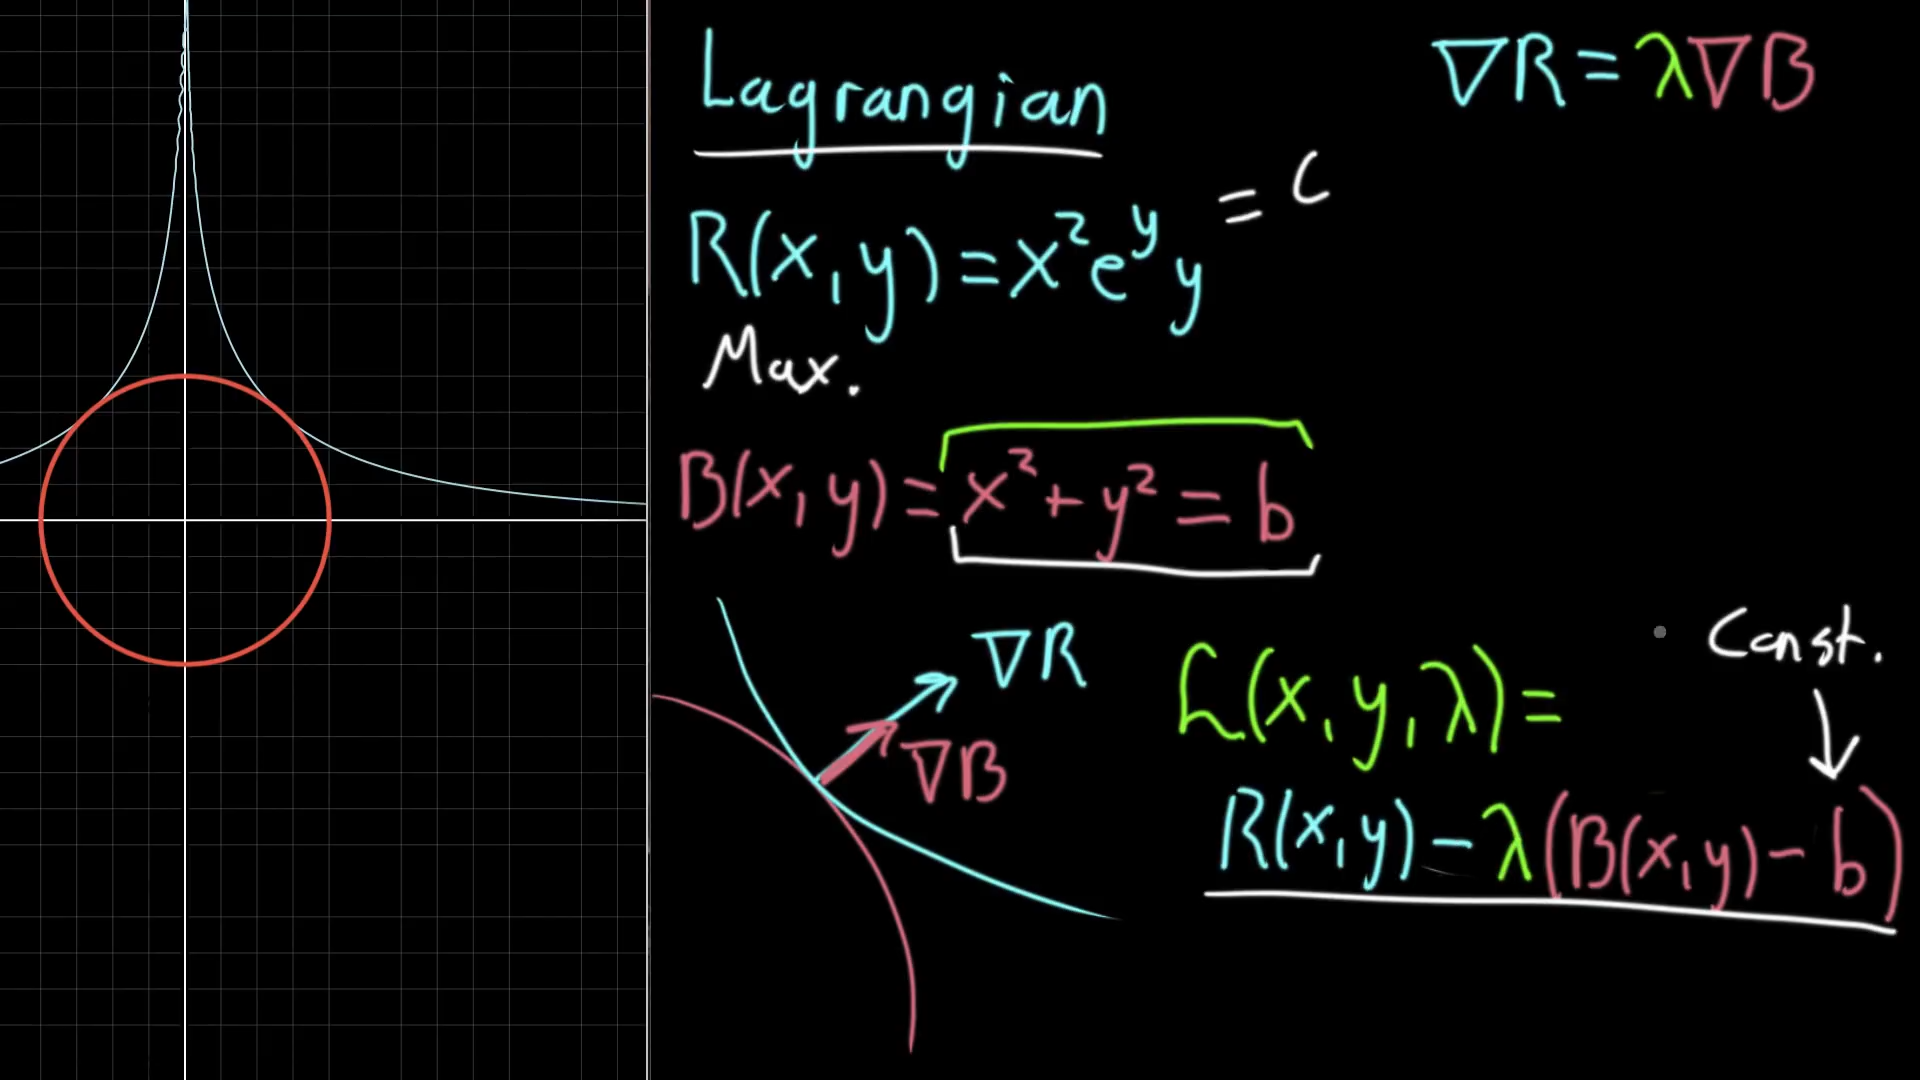 Lagrangian
∇R = λ∇B
R(x, y) = x²eʸy = c
Max.
B(x, y) = x² + y² = b
∇R
∇B
Const.
ℒ(x, y, λ) =
R(x, y) − λ(B(x, y) − b)